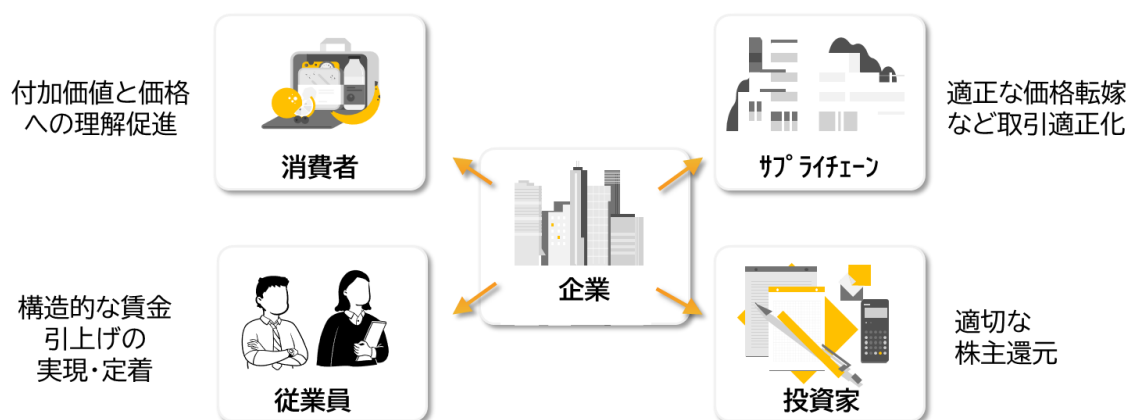 付加価値と価格
への理解促進
消費者
サプライチェーン
適正な価格転嫁
など取引適正化
企業
構造的な賃金
引上げの
実現・定着
従業員
投資家
適切な
株主還元